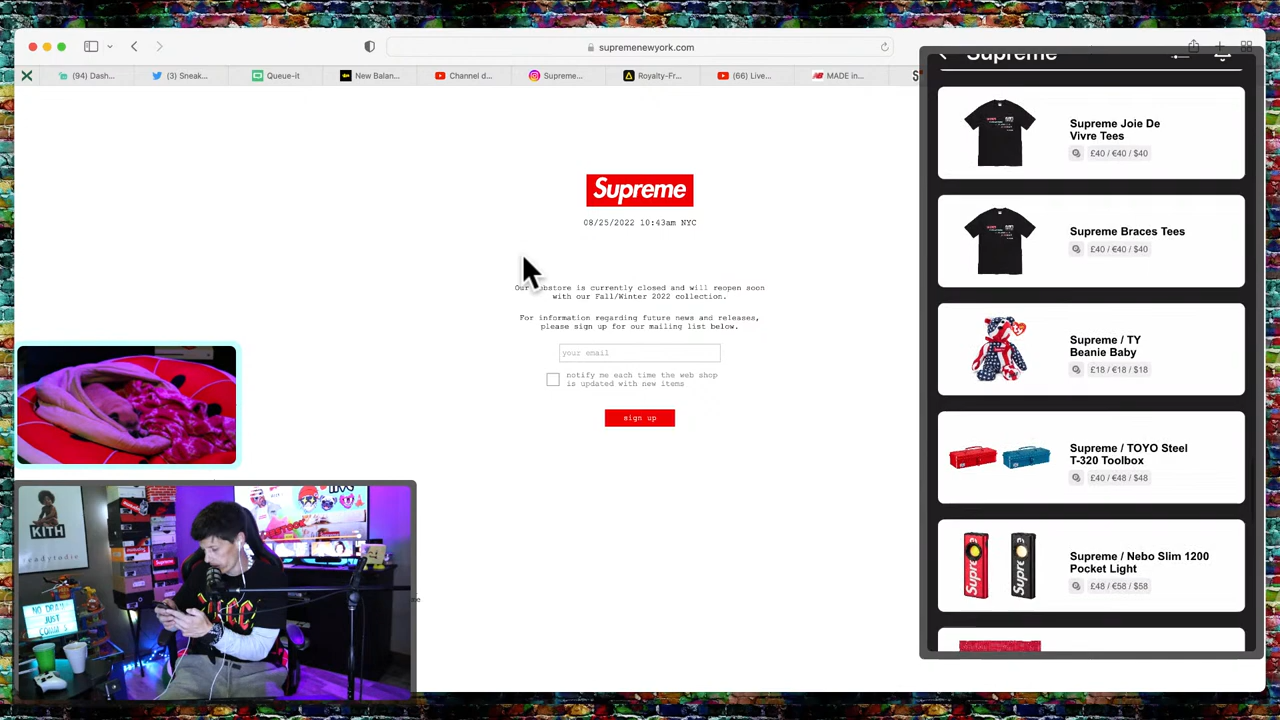 supremenewyork.com
(94) Dash...
(3) Sneak...
Queue-it
New Balan...
Channel d...
Supreme...
Royalty-Fr...
(66) Live...
MADE in...
Supreme
08/25/2022 10:43am NYC
store is currently closed and will reopen soon
with our Fall/Winter 2022 collection.
For information regarding future news and releases,
please sign up for our mailing list below.
your email
notify me each time the web shop
is updated with new items
sign up
Supreme
Supreme Joie De
Vivre Tees
£40 / €40 / $40
Supreme Braces Tees
£40 / €40 / $40
Supreme / TY
Beanie Baby
£18 / €18 / $18
Supreme / TOYO Steel
T-320 Toolbox
£40 / €48 / $48
Supreme / Nebo Slim 1200
Pocket Light
£48 / €58 / $58
KITH
NO DRAMA
JUST